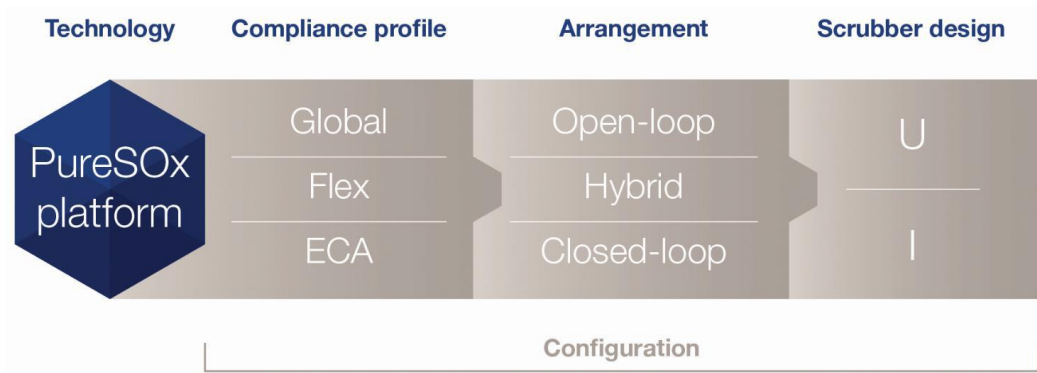 Technology
Compliance profile
Arrangement
Scrubber design
PureSOx
platform
Global
Flex
ECA
Open-loop
Hybrid
Closed-loop
U
I
Configuration